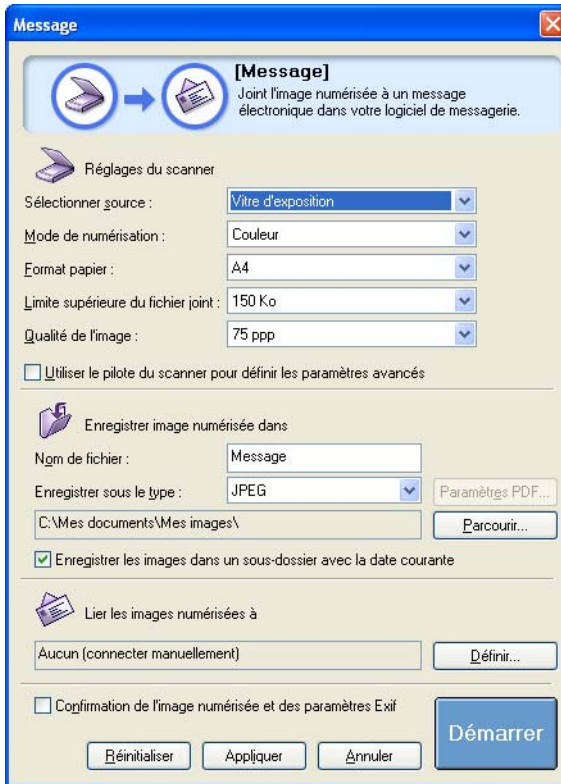 Message
[Message]
Joint l'image numérisée à un message
électronique dans votre logiciel de messagerie.
Réglages du scanner
Sélectionner source : Vitre d'exposition
Mode de numérisation : Couleur
Format papier : A4
Limite supérieure du fichier joint : 150 Ko
Qualité de l'image : 75 ppp
Utiliser le pilote du scanner pour définir les paramètres avancés
Enregistrer image numérisée dans
Nom de fichier : Message
Enregistrer sous le type : JPEG Paramètres PDF...
C:\Mes documents\Mes images\ Parcourir...
Enregistrer les images dans un sous-dossier avec la date courante
Lier les images numérisées à
Aucun (connecter manuellement) Définir...
Confirmation de l'image numérisée et des paramètres Exif
Démarrer
Réinitialiser Appliquer Annuler